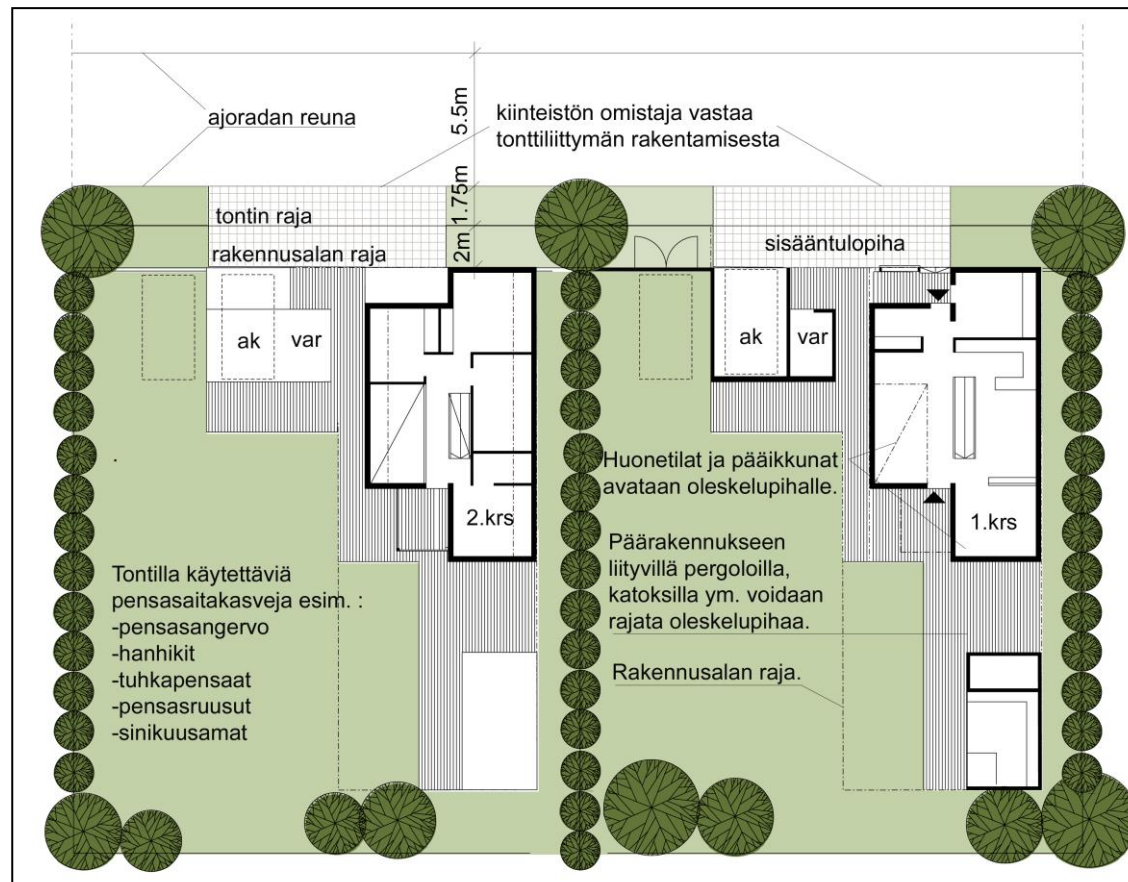 ajoradan reuna
5.5m
kiinteistön omistaja vastaa
tonttiliittymän rakentamisesta
1.75m
tontin raja
2m
rakennusalan raja
sisääntulopiha
ak
var
ak
var
Huonetilat ja pääikkunat
avataan oleskelupihalle.
2.krs
1.krs
Päärakennukseen
liityvillä pergoloilla,
katoksilla ym. voidaan
rajata oleskelupihaa.
Tontilla käytettäviä
pensasaitakasveja esim. :
-pensasangervo
-hanhikit
-tuhkapensaat
-pensasruusut
-sinikuusamat
Rakennusalan raja.